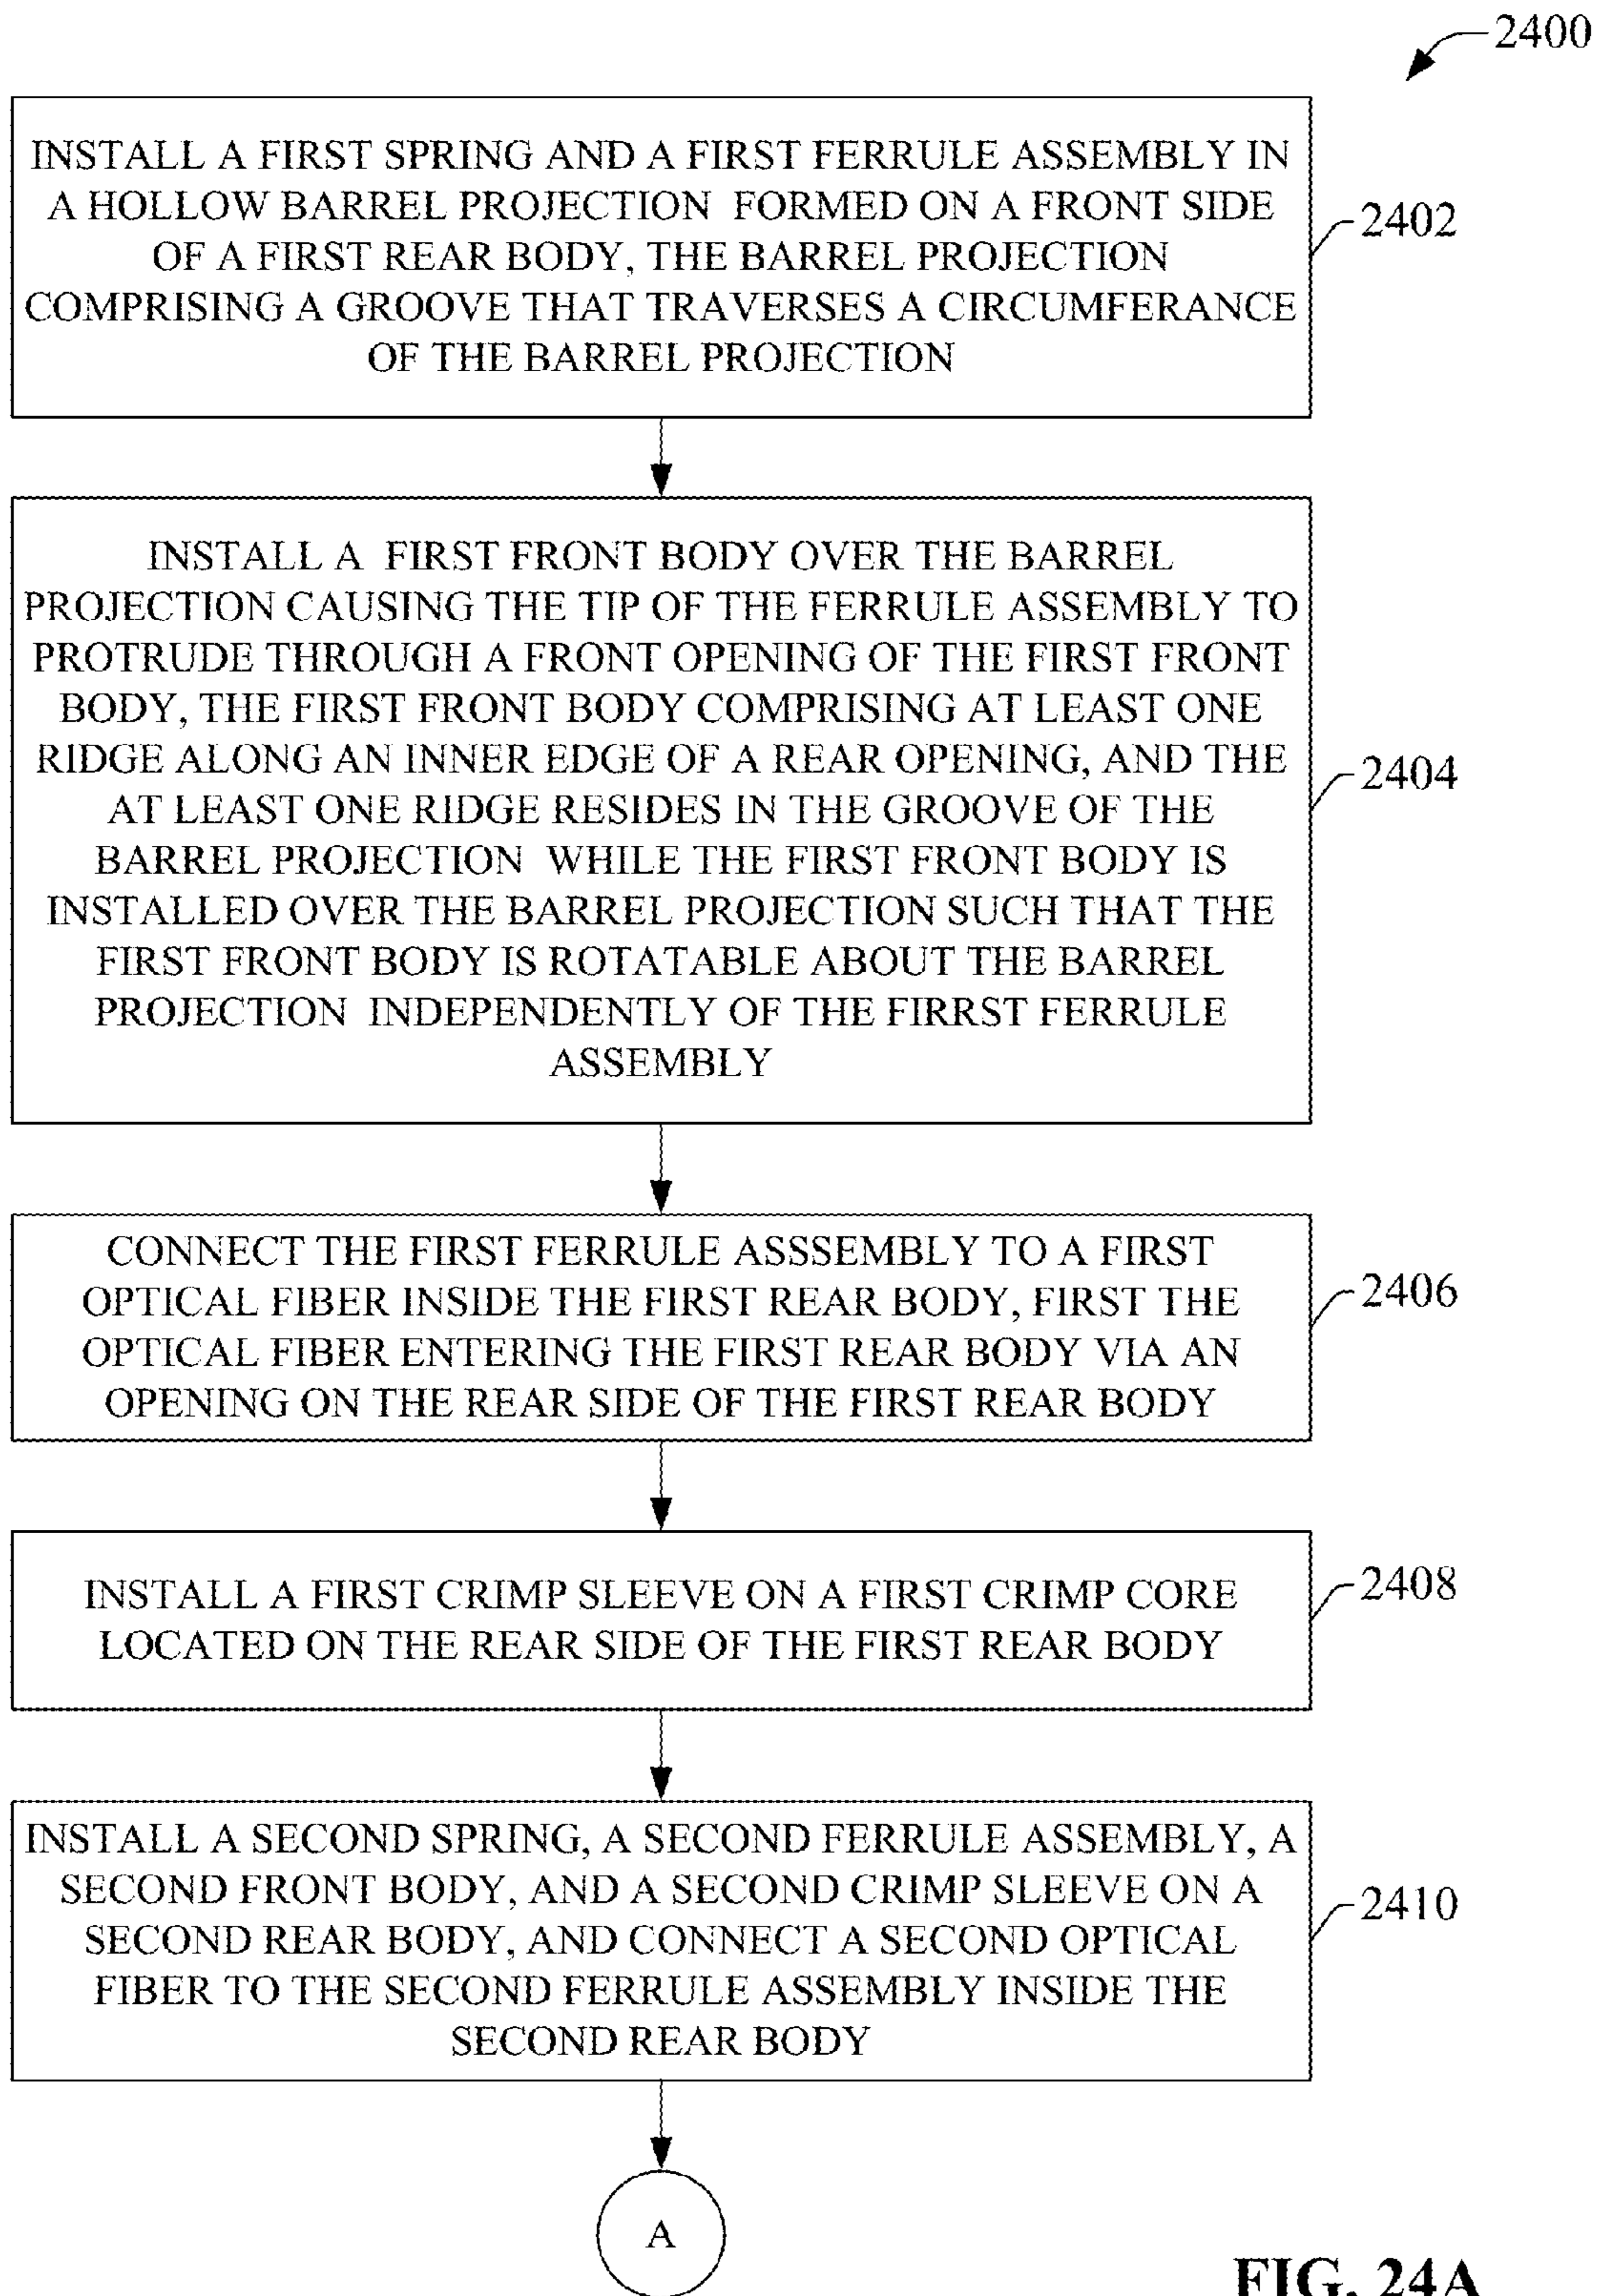 2400
INSTALL A FIRST SPRING AND A FIRST FERRULE ASSEMBLY IN
A HOLLOW BARREL PROJECTION FORMED ON A FRONT SIDE
OF A FIRST REAR BODY, THE BARREL PROJECTION
COMPRISING A GROOVE THAT TRAVERSES A CIRCUMFERANCE
OF THE BARREL PROJECTION
2402
INSTALL A FIRST FRONT BODY OVER THE BARREL
PROJECTION CAUSING THE TIP OF THE FERRULE ASSEMBLY TO
PROTRUDE THROUGH A FRONT OPENING OF THE FIRST FRONT
BODY, THE FIRST FRONT BODY COMPRISING AT LEAST ONE
RIDGE ALONG AN INNER EDGE OF A REAR OPENING, AND THE
AT LEAST ONE RIDGE RESIDES IN THE GROOVE OF THE
BARREL PROJECTION WHILE THE FIRST FRONT BODY IS
INSTALLED OVER THE BARREL PROJECTION SUCH THAT THE
FIRST FRONT BODY IS ROTATABLE ABOUT THE BARREL
PROJECTION INDEPENDENTLY OF THE FIRRST FERRULE
ASSEMBLY
2404
CONNECT THE FIRST FERRULE ASSSEMBLY TO A FIRST
OPTICAL FIBER INSIDE THE FIRST REAR BODY, FIRST THE
OPTICAL FIBER ENTERING THE FIRST REAR BODY VIA AN
OPENING ON THE REAR SIDE OF THE FIRST REAR BODY
2406
INSTALL A FIRST CRIMP SLEEVE ON A FIRST CRIMP CORE
LOCATED ON THE REAR SIDE OF THE FIRST REAR BODY
2408
INSTALL A SECOND SPRING, A SECOND FERRULE ASSEMBLY, A
SECOND FRONT BODY, AND A SECOND CRIMP SLEEVE ON A
SECOND REAR BODY, AND CONNECT A SECOND OPTICAL
FIBER TO THE SECOND FERRULE ASSEMBLY INSIDE THE
SECOND REAR BODY
2410
A
FIG. 24A